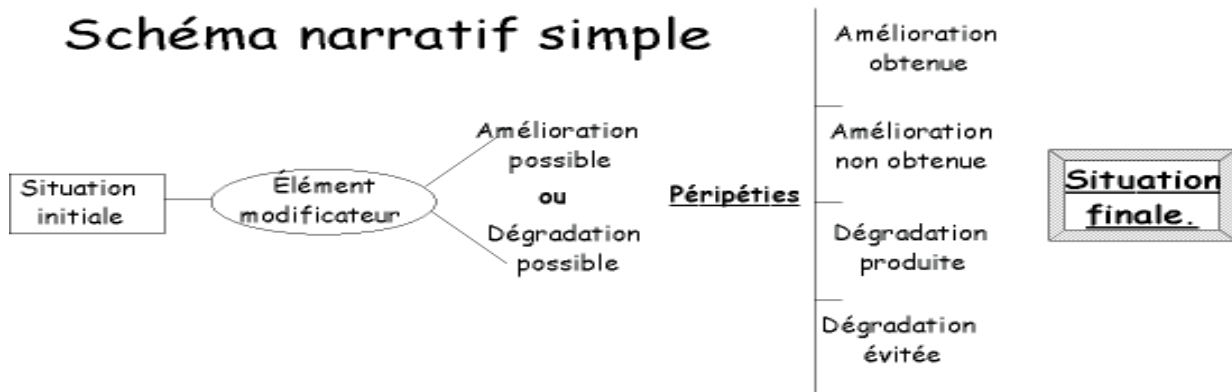 Schéma narratif simple
Situation
initiale
Élément
modificateur
Amélioration
possible
ou
Dégradation
possible
Péripéties
Amélioration
obtenue
Amélioration
non obtenue
Dégradation
produite
Dégradation
évitée
Situation
finale.